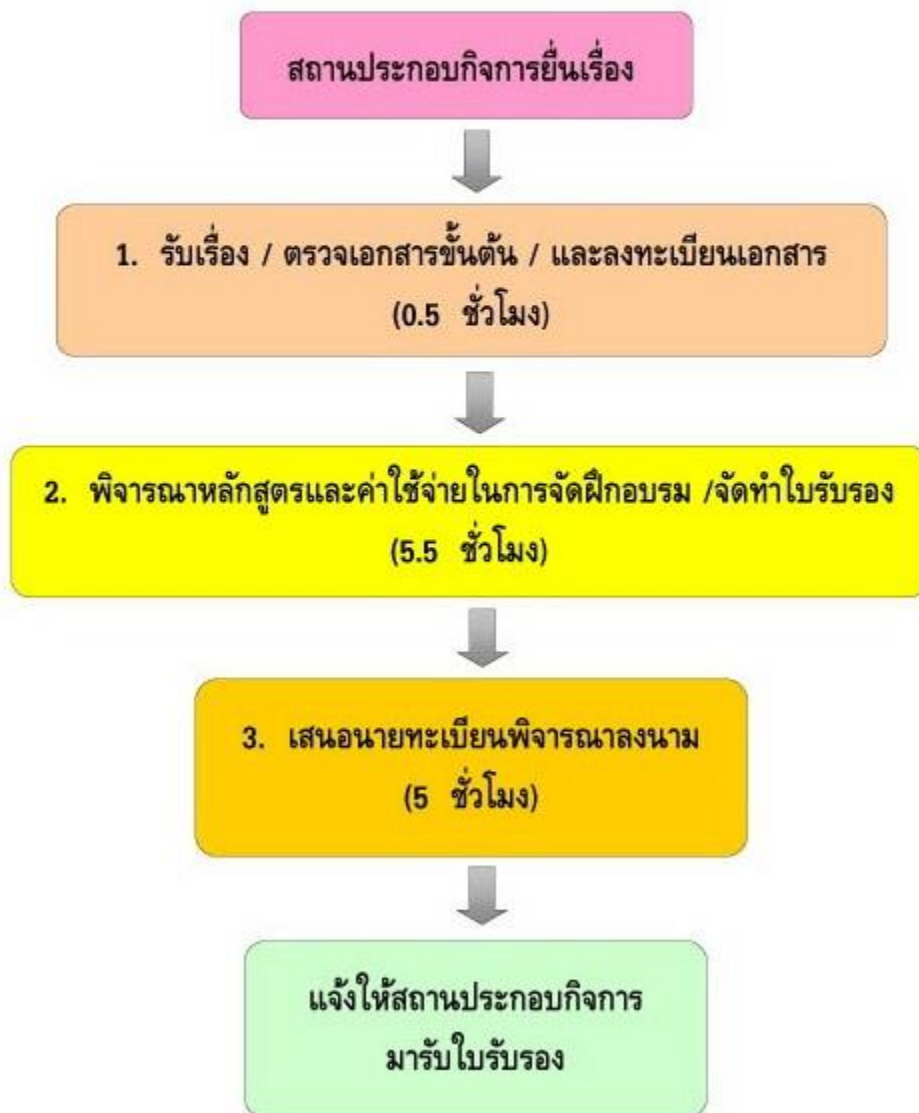 สถานประกอบกิจการยื่นเรื่อง
1. รับเรื่อง / ตรวจเอกสารขั้นต้น / และลงทะเบียนเอกสาร
(0.5 ชั่วโมง)
2. พิจารณาหลักสูตรและค่าใช้จ่ายในการจัดฝึกอบรม /จัดทำใบรับรอง
(5.5 ชั่วโมง)
3. เสนอนายทะเบียนพิจารณาลงนาม
(5 ชั่วโมง)
แจ้งให้สถานประกอบกิจการ
มารับใบรับรอง